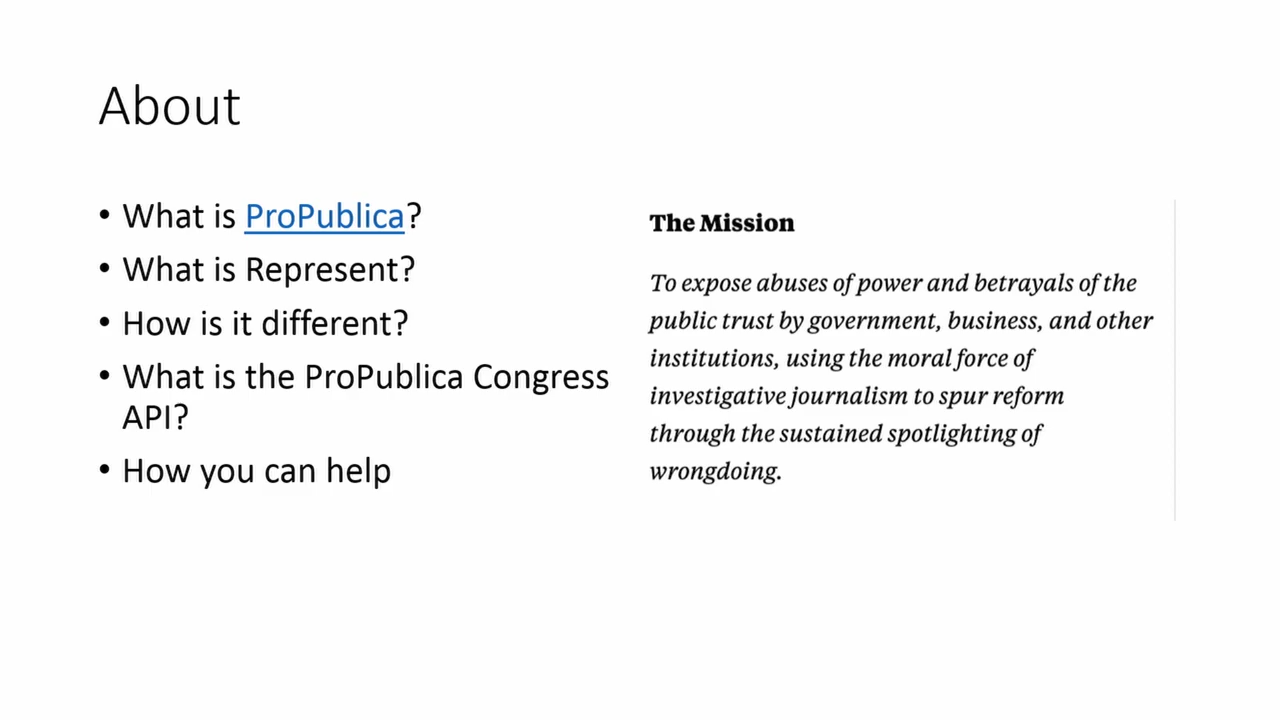 About
• What is ProPublica?
• What is Represent?
• How is it different?
• What is the ProPublica Congress
API?
• How you can help
The Mission
To expose abuses of power and betrayals of the
public trust by government, business, and other
institutions, using the moral force of
investigative journalism to spur reform
through the sustained spotlighting of
wrongdoing.